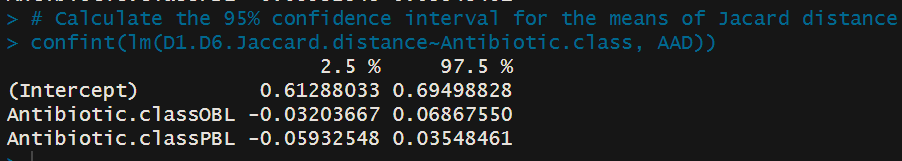 > # Calculate the 95% confidence interval for the means of Jacard distance
> confint(lm(D1.D6.Jaccard.distance~Antibiotic.class, AAD))
2.5 % 97.5 %
(Intercept) 0.61288033 0.69498828
Antibiotic.classOBL -0.03203667 0.06867550
Antibiotic.classPBL -0.05932548 0.03548461
>